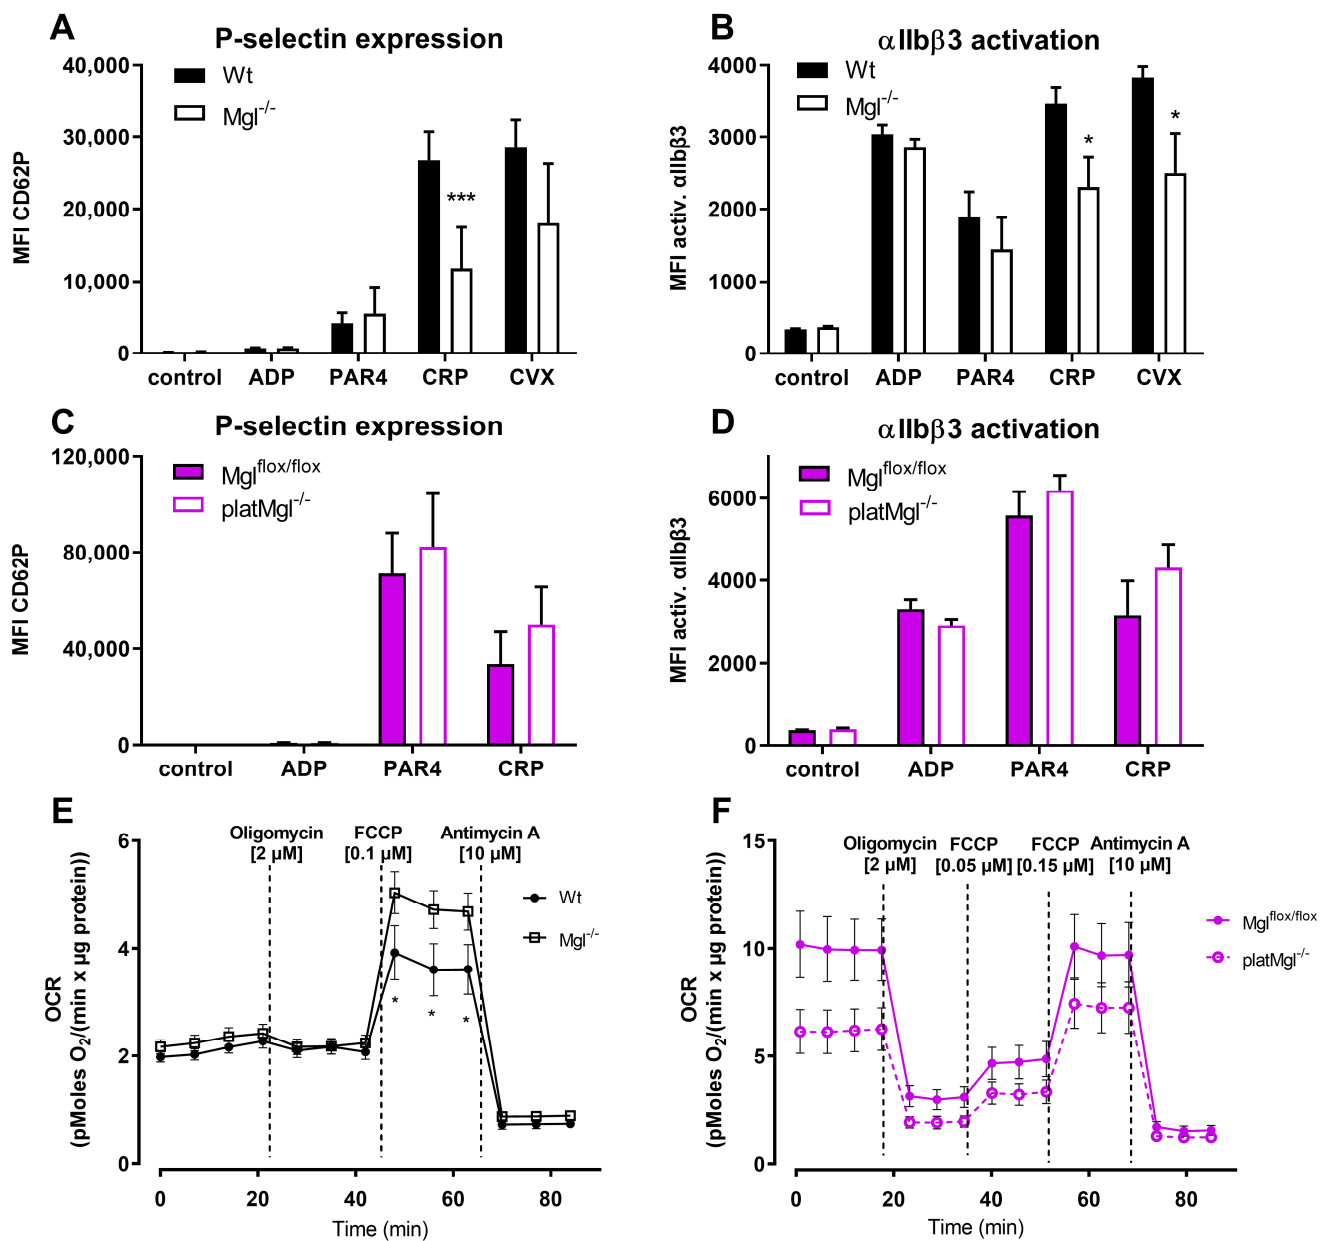 A
P-selectin expression
MFI CD62P
40,000
30,000
20,000
10,000
0
Wt
Mgl-/-
***
control ADP PAR4 CRP CVX
B
αIIbβ3 activation
MFI activ. αIIbβ3
4000
3000
2000
1000
0
Wt
Mgl-/-
*
*
control ADP PAR4 CRP CVX
C
P-selectin expression
MFI CD62P
120,000
80,000
40,000
0
Mglflox/flox
platMgl-/-
control ADP PAR4 CRP
D
αIIbβ3 activation
MFI activ. αIIbβ3
6000
4000
2000
0
Mglflox/flox
platMgl-/-
control ADP PAR4 CRP
E
OCR
(pMoles O2/(min x µg protein))
6
4
2
0
Oligomycin
[2 µM]
FCCP
[0.1 µM]
Antimycin A
[10 µM]
Wt
Mgl-/-
*
*
*
0 20 40 60 80
Time (min)
F
OCR
(pMoles O2/(min x µg protein))
15
10
5
0
Oligomycin
[2 µM]
FCCP
[0.05 µM]
FCCP
[0.15 µM]
Antimycin A
[10 µM]
Mglflox/flox
platMgl-/-
0 20 40 60 80
Time (min)